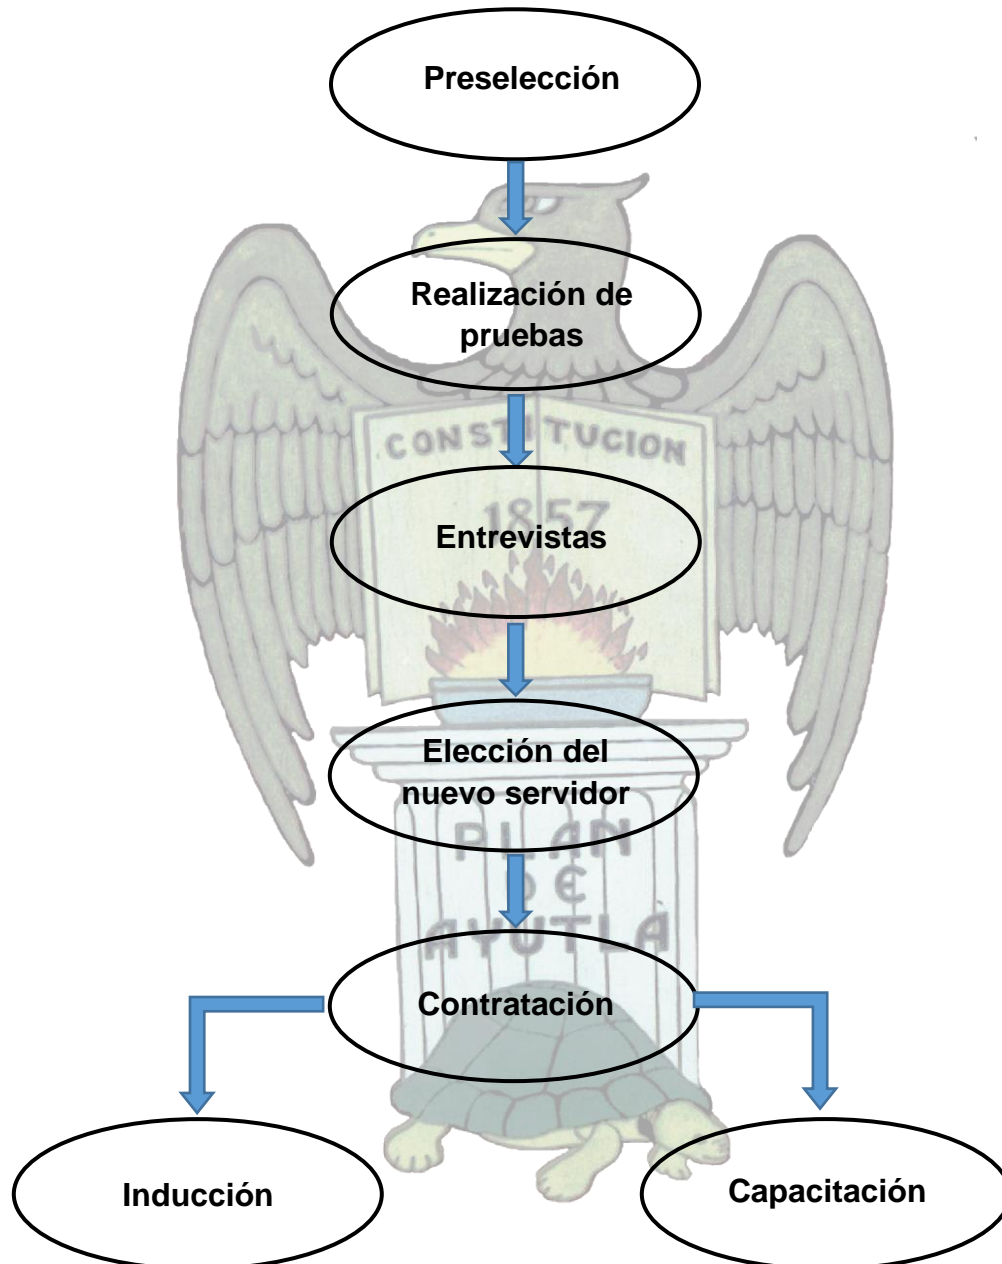 Preselección
Realización de
pruebas
CONSTITUCION
1857
Entrevistas
Elección del
nuevo servidor
PLAN
DE
AYUTLA
Contratación
Inducción
Capacitación